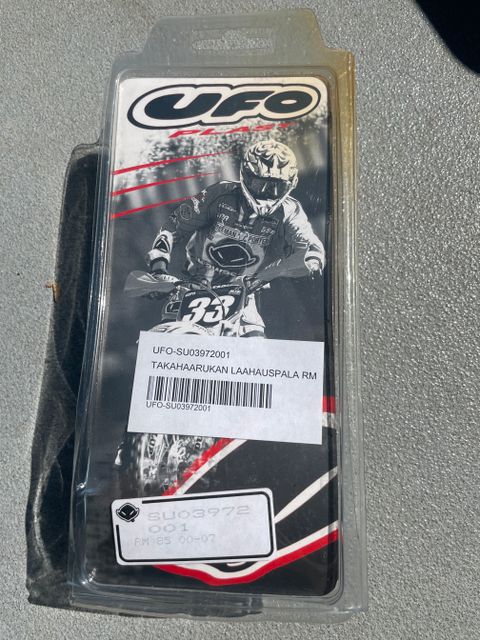 UFO
PLAST
33
UFO-SU03972001
TAKAHAARUKAN LAAHAUSPALA RM
UFO-SU03972001
SU03972
001
RM 85 00-07